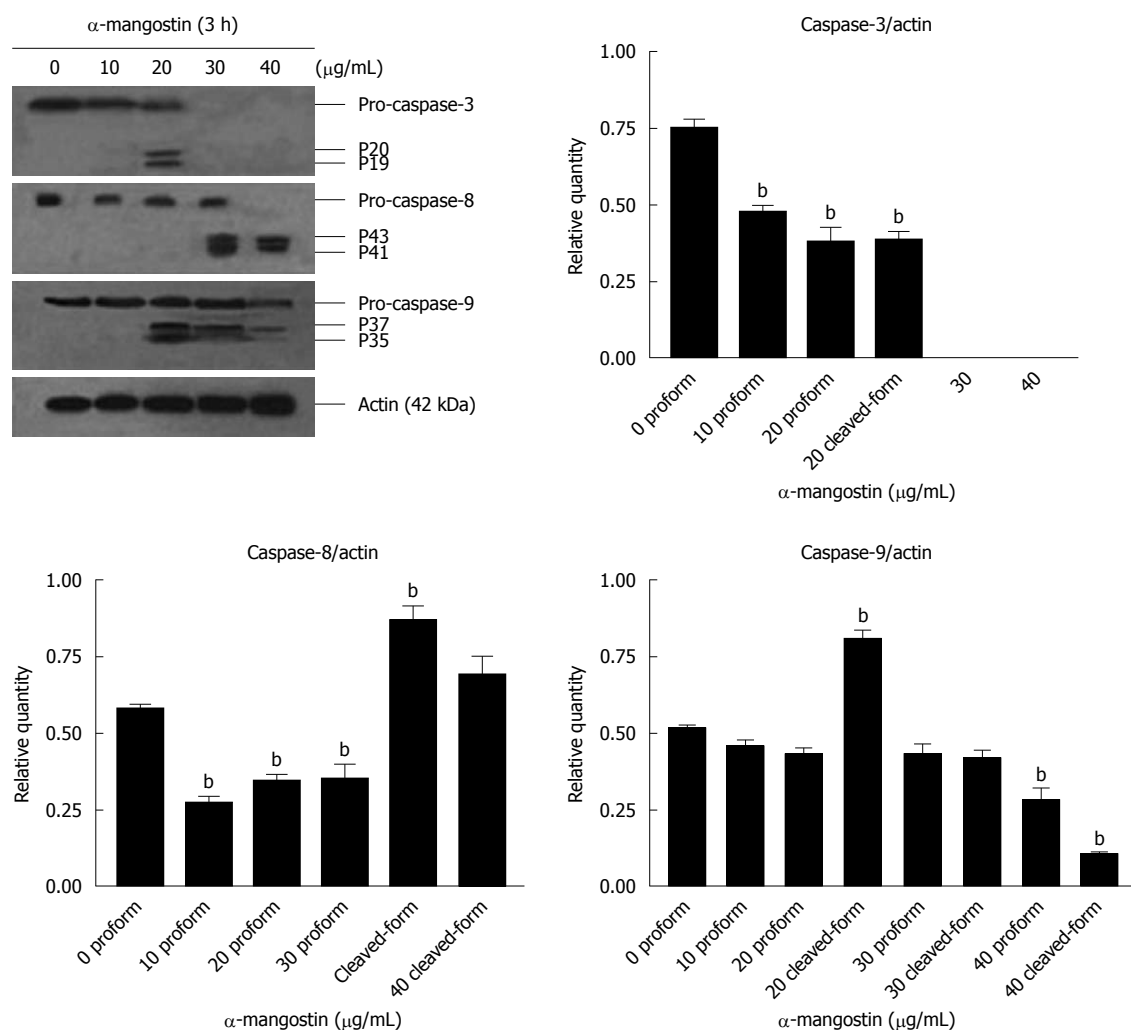 α-mangostin (3 h)
0 10 20 30 40 (μg/mL)
Pro-caspase-3
P20
P19
Pro-caspase-8
P43
P41
Pro-caspase-9
P37
P35
Actin (42 kDa)
Caspase-3/actin
1.00
0.75
0.50
0.25
0.00
Relative quantity
b b b
0 proform
10 proform
20 proform
20 cleaved-form
30
40
α-mangostin (μg/mL)
Caspase-8/actin
1.00
0.75
0.50
0.25
0.00
Relative quantity
b b b b
0 proform
10 proform
20 proform
30 proform
Cleaved-form
40 cleaved-form
α-mangostin (μg/mL)
Caspase-9/actin
1.00
0.75
0.50
0.25
0.00
Relative quantity
b b b
0 proform
10 proform
20 proform
20 cleaved-form
30 proform
30 cleaved-form
40 proform
40 cleaved-form
α-mangostin (μg/mL)